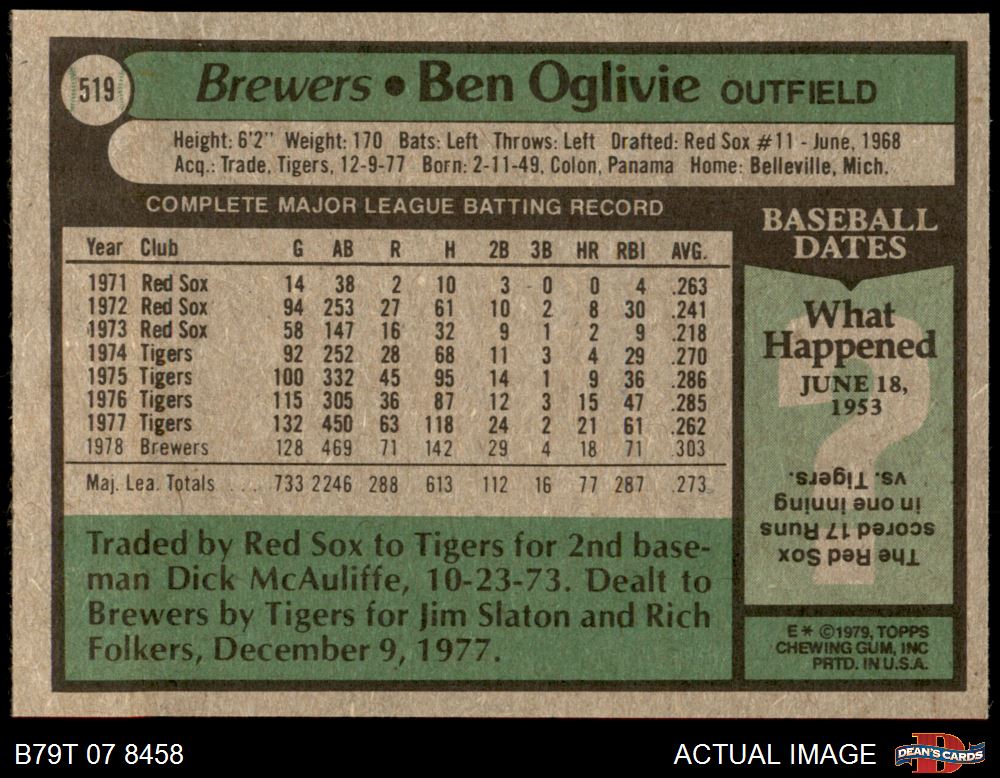 519
Brewers • Ben Oglivie OUTFIELD
Height: 6'2" Weight: 170 Bats: Left Throws: Left Drafted: Red Sox #11 - June, 1968
Acq.: Trade, Tigers, 12-9-77 Born: 2-11-49, Colon, Panama Home: Belleville, Mich.
COMPLETE MAJOR LEAGUE BATTING RECORD
Year Club G AB R H 2B 3B HR RBI AVG.
1971 Red Sox 14 38 2 10 3 0 0 4 .263
1972 Red Sox 94 253 27 61 10 2 8 30 .241
1973 Red Sox 58 147 16 32 9 1 2 9 .218
1974 Tigers 92 252 28 68 11 3 4 29 .270
1975 Tigers 100 332 45 95 14 1 9 36 .286
1976 Tigers 115 305 36 87 12 3 15 47 .285
1977 Tigers 132 450 63 118 24 2 21 61 .262
1978 Brewers 128 469 71 142 29 4 18 71 .303
Maj. Lea. Totals .... 733 2246 288 613 112 16 77 287 .273
Traded by Red Sox to Tigers for 2nd base-
man Dick McAuliffe, 10-23-73. Dealt to
Brewers by Tigers for Jim Slaton and Rich
Folkers, December 9, 1977.
BASEBALL
DATES
What
Happened
JUNE 18,
1953
?
The Red Sox
scored 17 Runs
in one inning
vs. Tigers.
E * ©1979, TOPPS
CHEWING GUM, INC
PRTD. IN U.S.A.
B79T 07 8458
ACTUAL IMAGE
DEAN'S CARDS